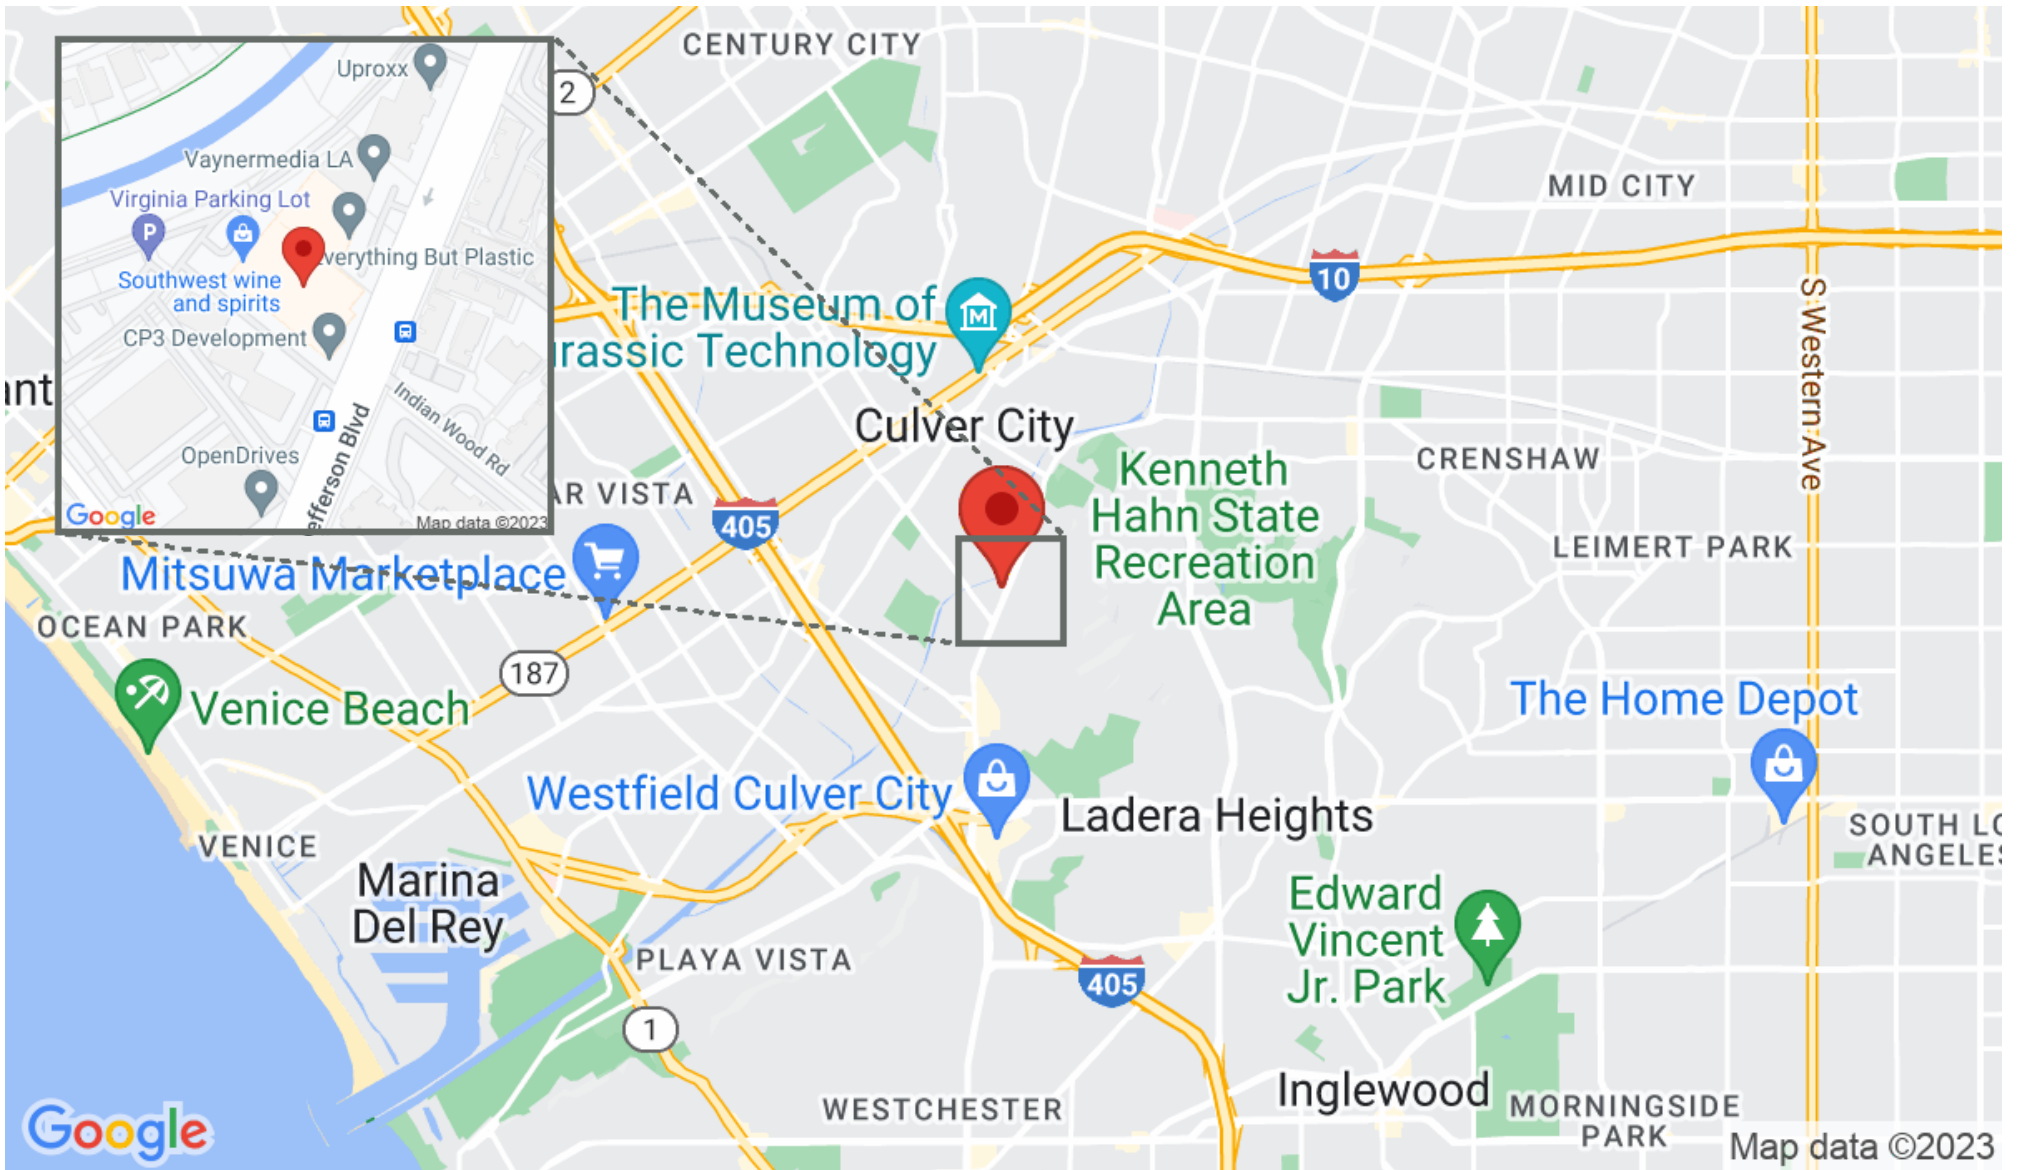 CENTURY CITY
2
Uproxx
Vaynermedia LA
Virginia Parking Lot
P
verything But Plastic
Southwest wine
and spirits
CP3 Development
Indian Wood Rd
efferson Blvd
OpenDrives
Google
Map data ©2023
MID CITY
10
S Western Ave
The Museum of
urassic Technology
M
ant
Culver City
CRENSHAW
Kenneth
Hahn State
Recreation
Area
AR VISTA
405
LEIMERT PARK
Mitsuwa Marketplace
OCEAN PARK
187
Venice Beach
The Home Depot
Westfield Culver City
Ladera Heights
SOUTH LO
ANGELES
VENICE
Marina
Del Rey
Edward
Vincent
Jr. Park
PLAYA VISTA
405
1
Inglewood
WESTCHESTER
MORNINGSIDE
PARK
Google
Map data ©2023